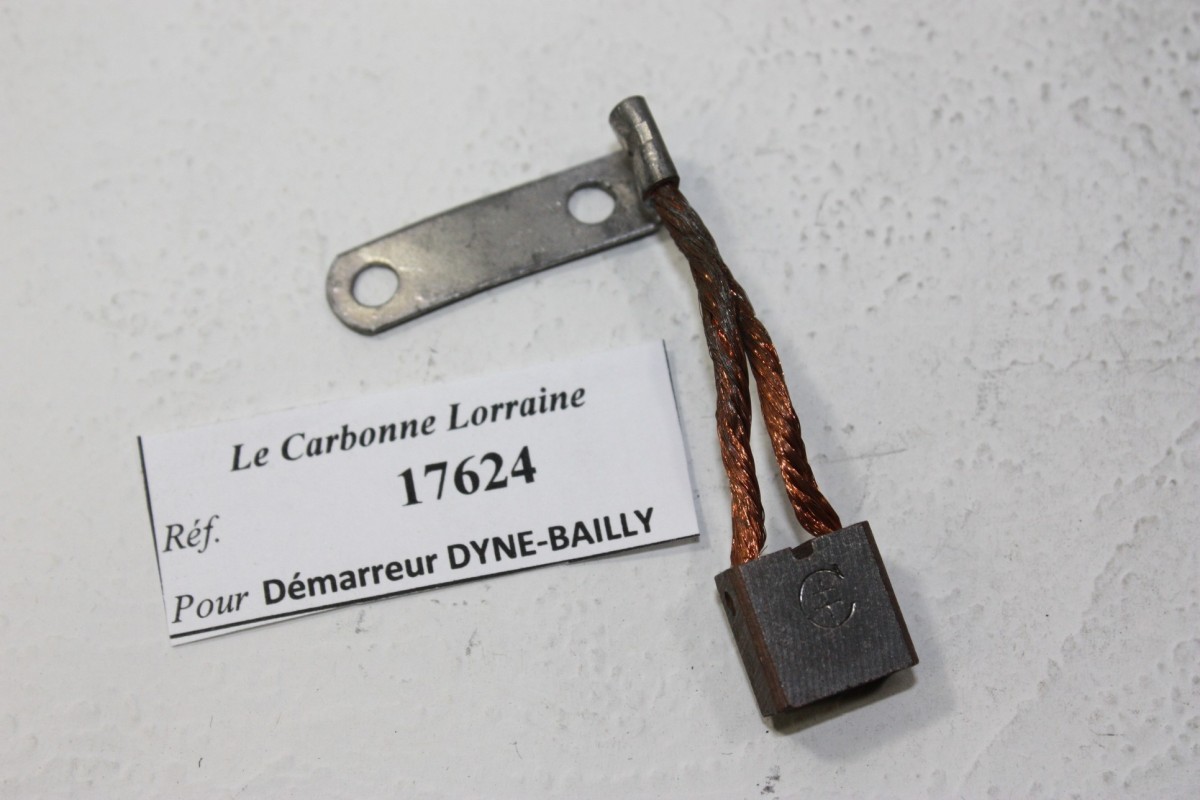 Le Carbonne Lorraine
Réf. 17624
Pour Démarreur DYNE-BAILLY